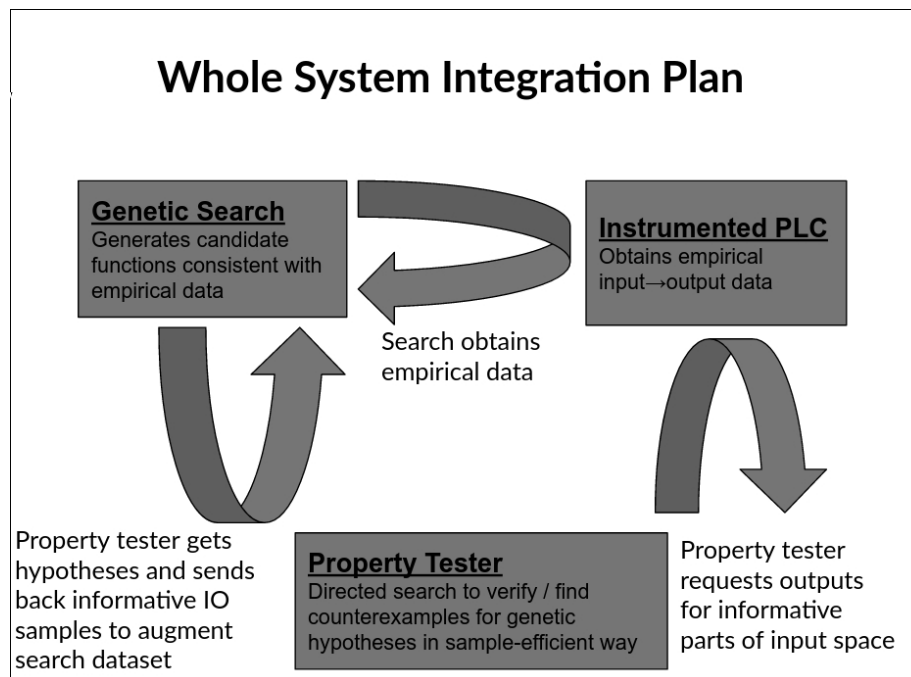 Whole System Integration Plan
Genetic Search
Generates candidate
functions consistent with
empirical data
Instrumented PLC
Obtains empirical
input→output data
Search obtains
empirical data
Property tester gets
hypotheses and sends
back informative IO
samples to augment
search dataset
Property Tester
Directed search to verify / find
counterexamples for genetic
hypotheses in sample-efficient way
Property tester
requests outputs
for informative
parts of input space